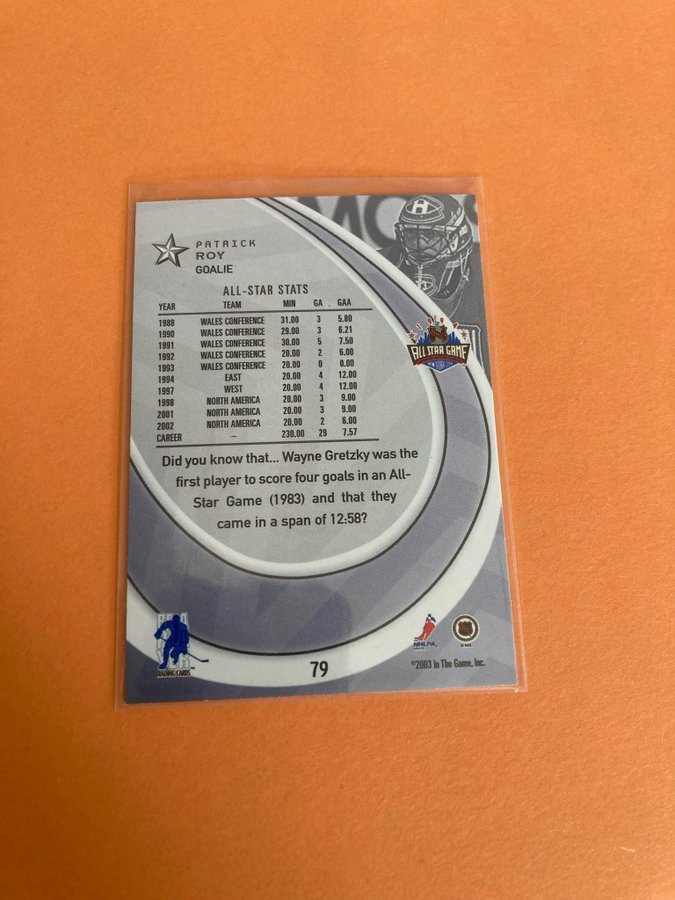 PATRICK
ROY
GOALIE
ALL-STAR STATS
YEAR TEAM MIN GA GAA
1988 WALES CONFERENCE 31.00 3 5.80
1990 WALES CONFERENCE 29.00 3 6.21
1991 WALES CONFERENCE 30.00 5 7.50
1992 WALES CONFERENCE 20.00 2 6.00
1993 WALES CONFERENCE 20.00 0 0.00
1994 EAST 20.00 4 12.00
1997 WEST 20.00 4 12.00
1998 NORTH AMERICA 20.00 3 9.00
2001 NORTH AMERICA 20.00 3 9.00
2002 NORTH AMERICA 20.00 2 6.00
CAREER – 230.00 29 7.57
ALL STAR GAME
Did you know that... Wayne Gretzky was the
first player to score four goals in an All-
Star Game (1983) and that they
came in a span of 12:58?
TRADING CARDS
79
NHLPA
©2003 In The Game, Inc.